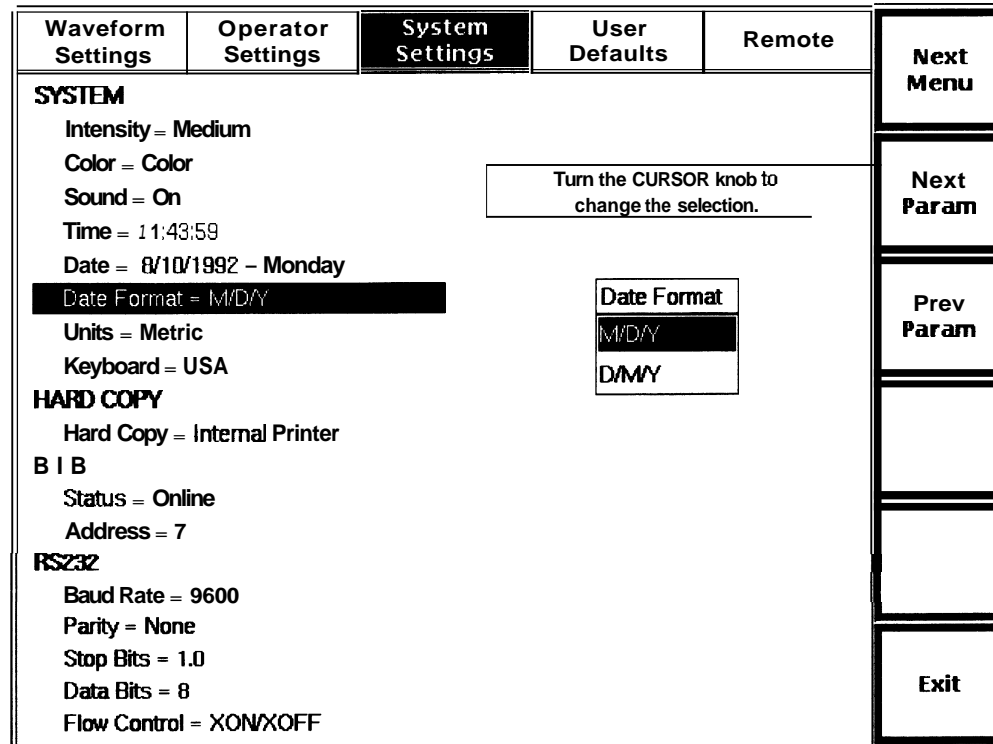 Waveform Settings
Operator Settings
System Settings
User Defaults
Remote
Next Menu
SYSTEM
Intensity = Medium
Color = Color
Sound = On
Time = 11:43:59
Date = 8/10/1992 – Monday
Date Format = M/D/Y
Units = Metric
Keyboard = USA
HARD COPY
Hard Copy = Internal Printer
B I B
Status = Online
Address = 7
RS232
Baud Rate = 9600
Parity = None
Stop Bits = 1.0
Data Bits = 8
Flow Control = XON/XOFF
Turn the CURSOR knob to
change the selection.
Date Format
M/D/Y
D/M/Y
Next
Param
Prev
Param
Exit